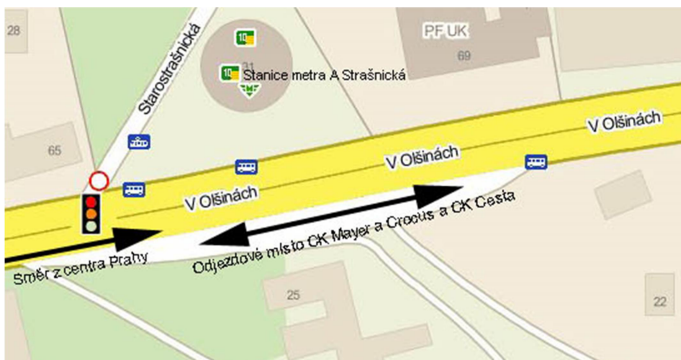 28
PF UK
69
Starostrašnická
10
31
10
Stanice metra A Strašnická
M
65
V Olšinách
V Olšinách
V Olšinách
Směr z centra Prahy
Odjezdové místo CK Mayer a Crocus a CK Cesta
25
22